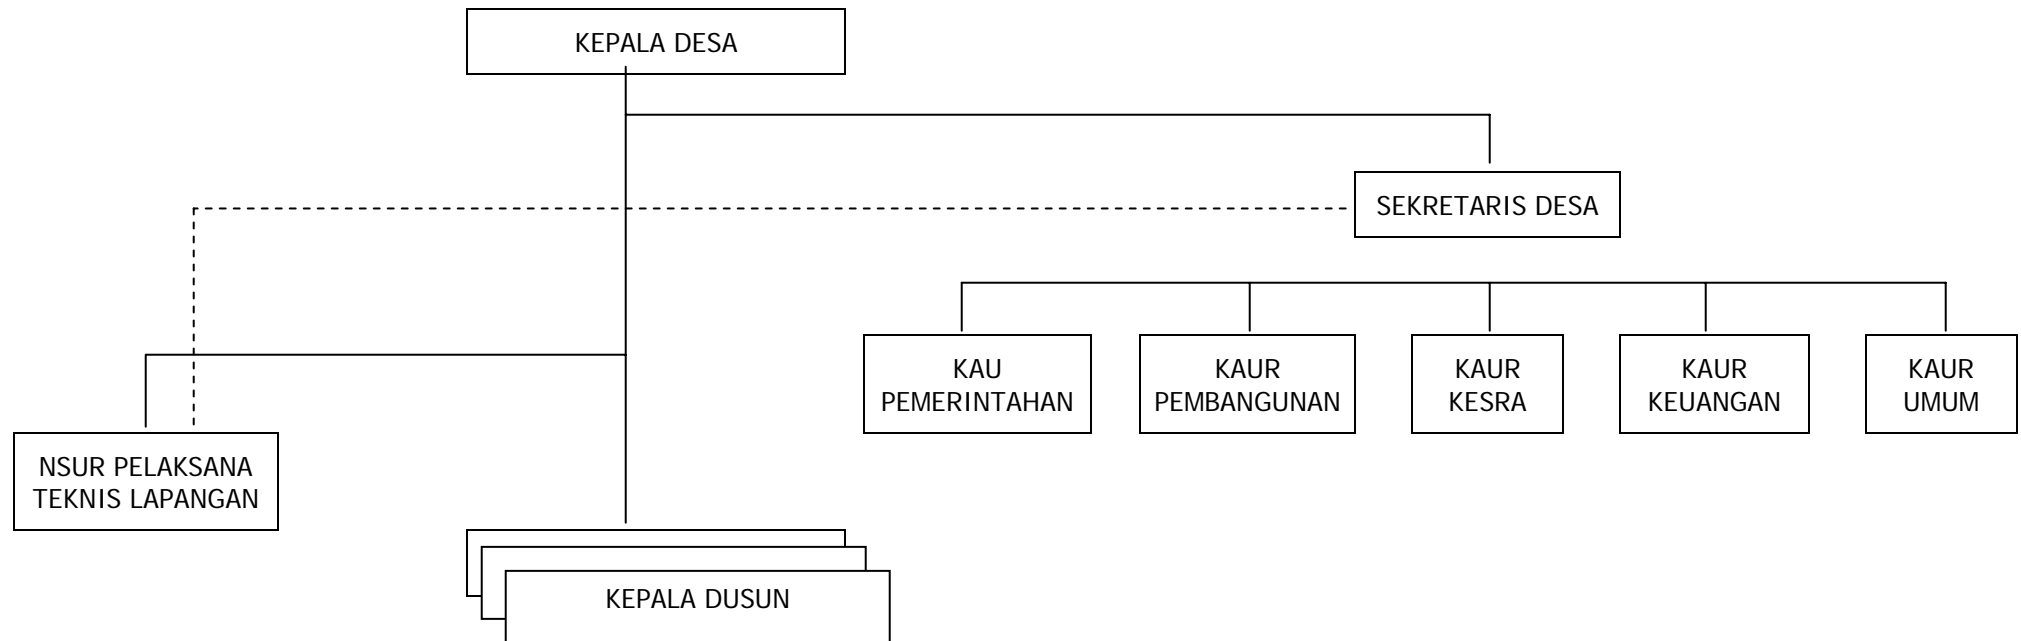 KEPALA DESA
SEKRETARIS DESA
KAU
PEMERINTAHAN
KAUR
PEMBANGUNAN
KAUR
KESRA
KAUR
KEUANGAN
KAUR
UMUM
NSUR PELAKSANA
TEKNIS LAPANGAN
KEPALA DUSUN